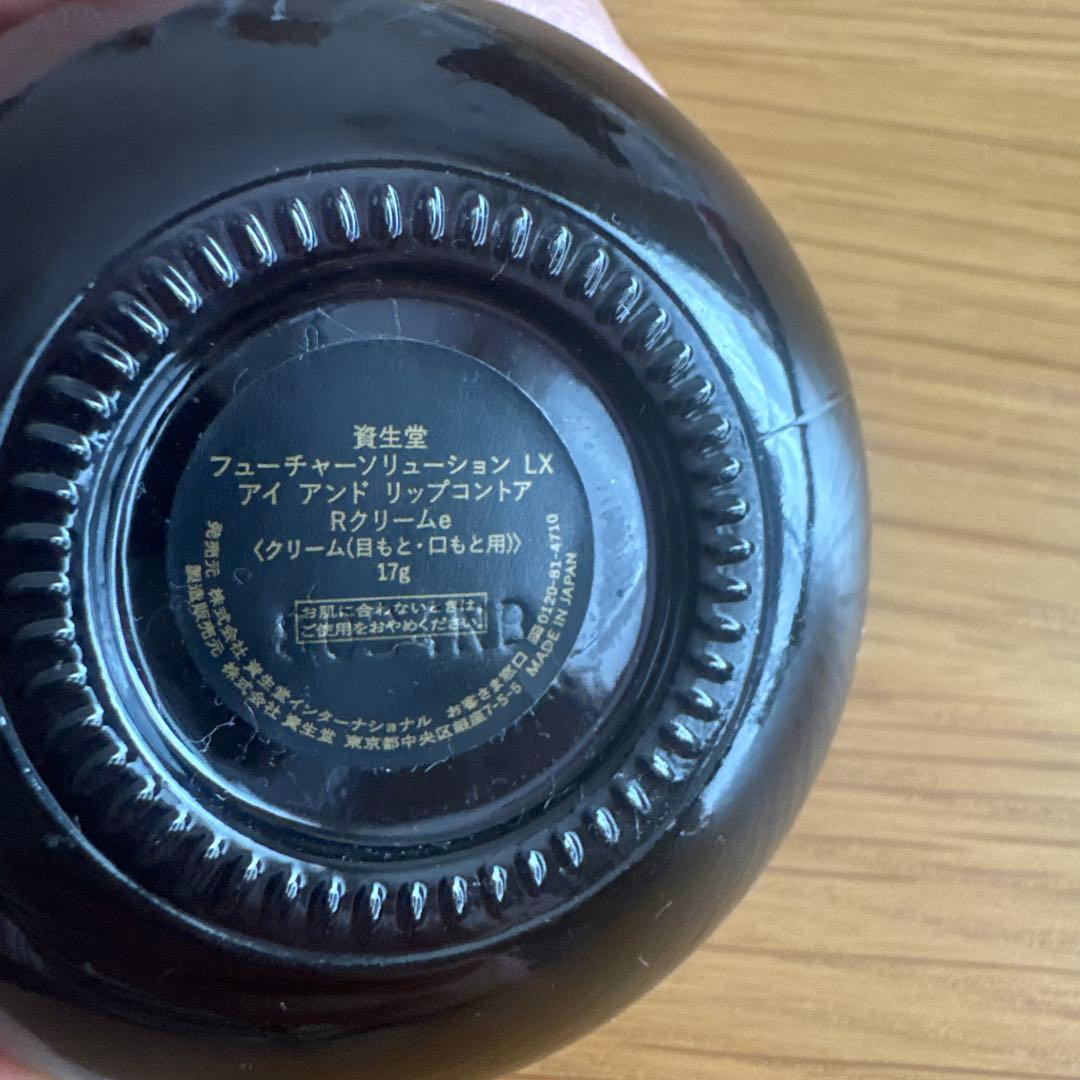 資生堂
フューチャーソリューション LX
アイ アンド リップコントア
Rクリームe
〈クリーム(目もと・口もと用)〉
17g
お肌に合わないときは、
ご使用をおやめください。
発売元 株式会社 資生堂インターナショナル お客さま窓口 0120-81-4710
製造販売元 株式会社 資生堂 東京都中央区銀座7-5-5 MADE IN JAPAN